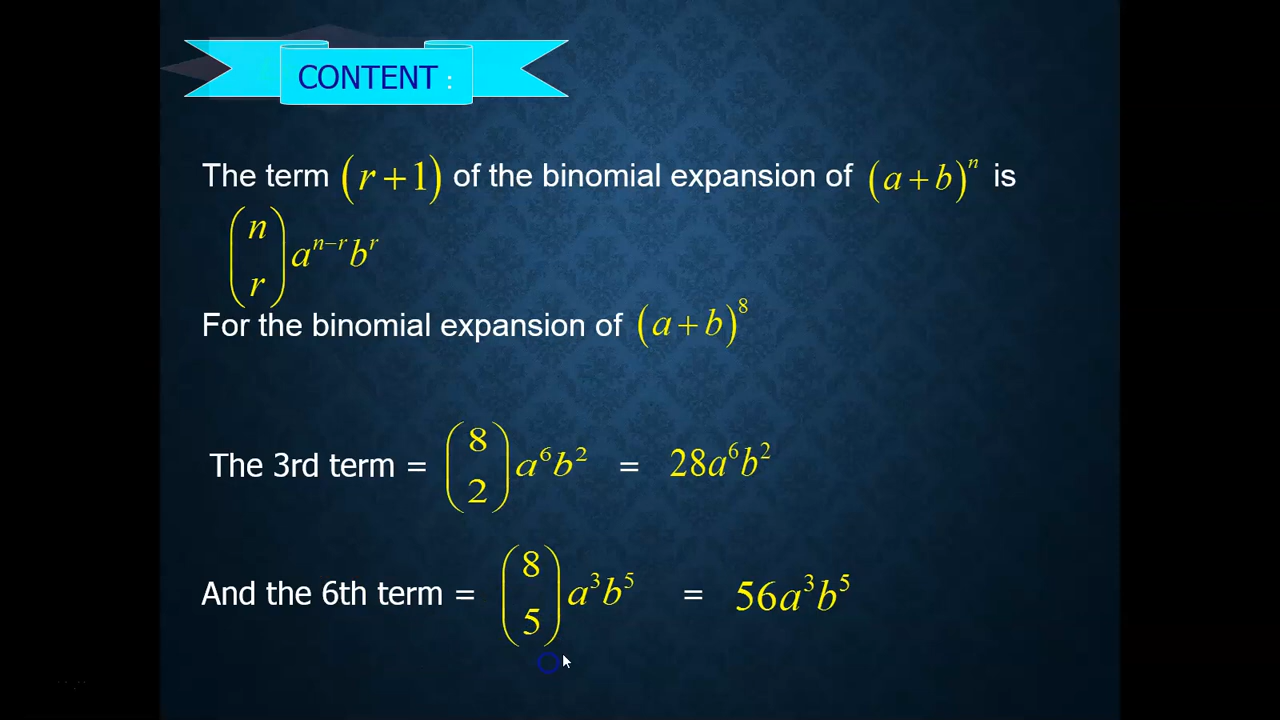 CONTENT :
The term (r + 1) of the binomial expansion of (a + b)^n is
(n r) a^{n−r} b^r
For the binomial expansion of (a + b)^8
The 3rd term = (8 2) a^6 b^2 = 28a^6 b^2
And the 6th term = (8 5) a^3 b^5 = 56a^3 b^5